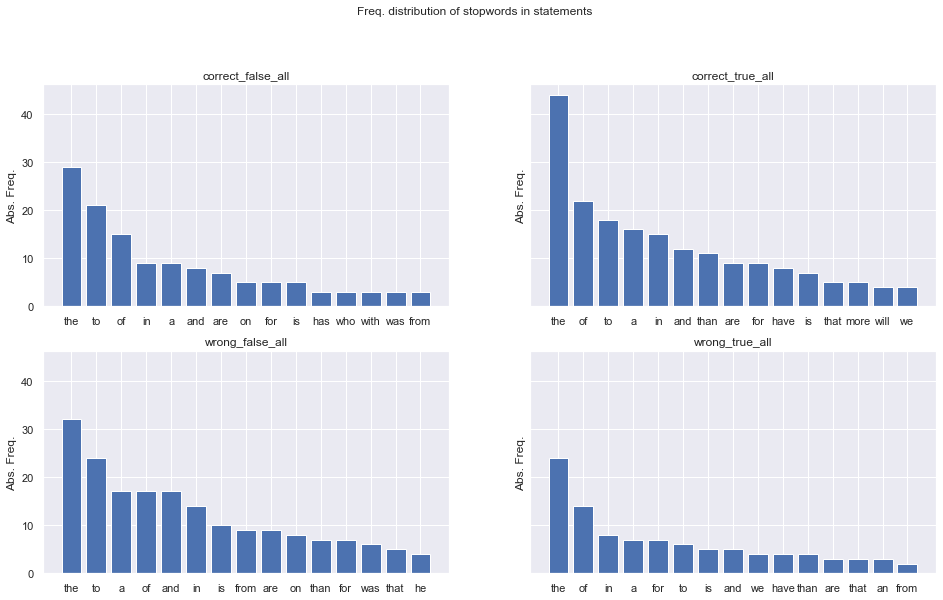 Freq. distribution of stopwords in statements
correct_false_all
Abs. Freq.
40
30
20
10
0
the to of in a and are on for is has who with was from
correct_true_all
Abs. Freq.
the of to a in and than are for have is that more will we
wrong_false_all
Abs. Freq.
40
30
20
10
0
the to a of and in is from are on than for was that he
wrong_true_all
Abs. Freq.
the of in a for to is and we have than are that an from